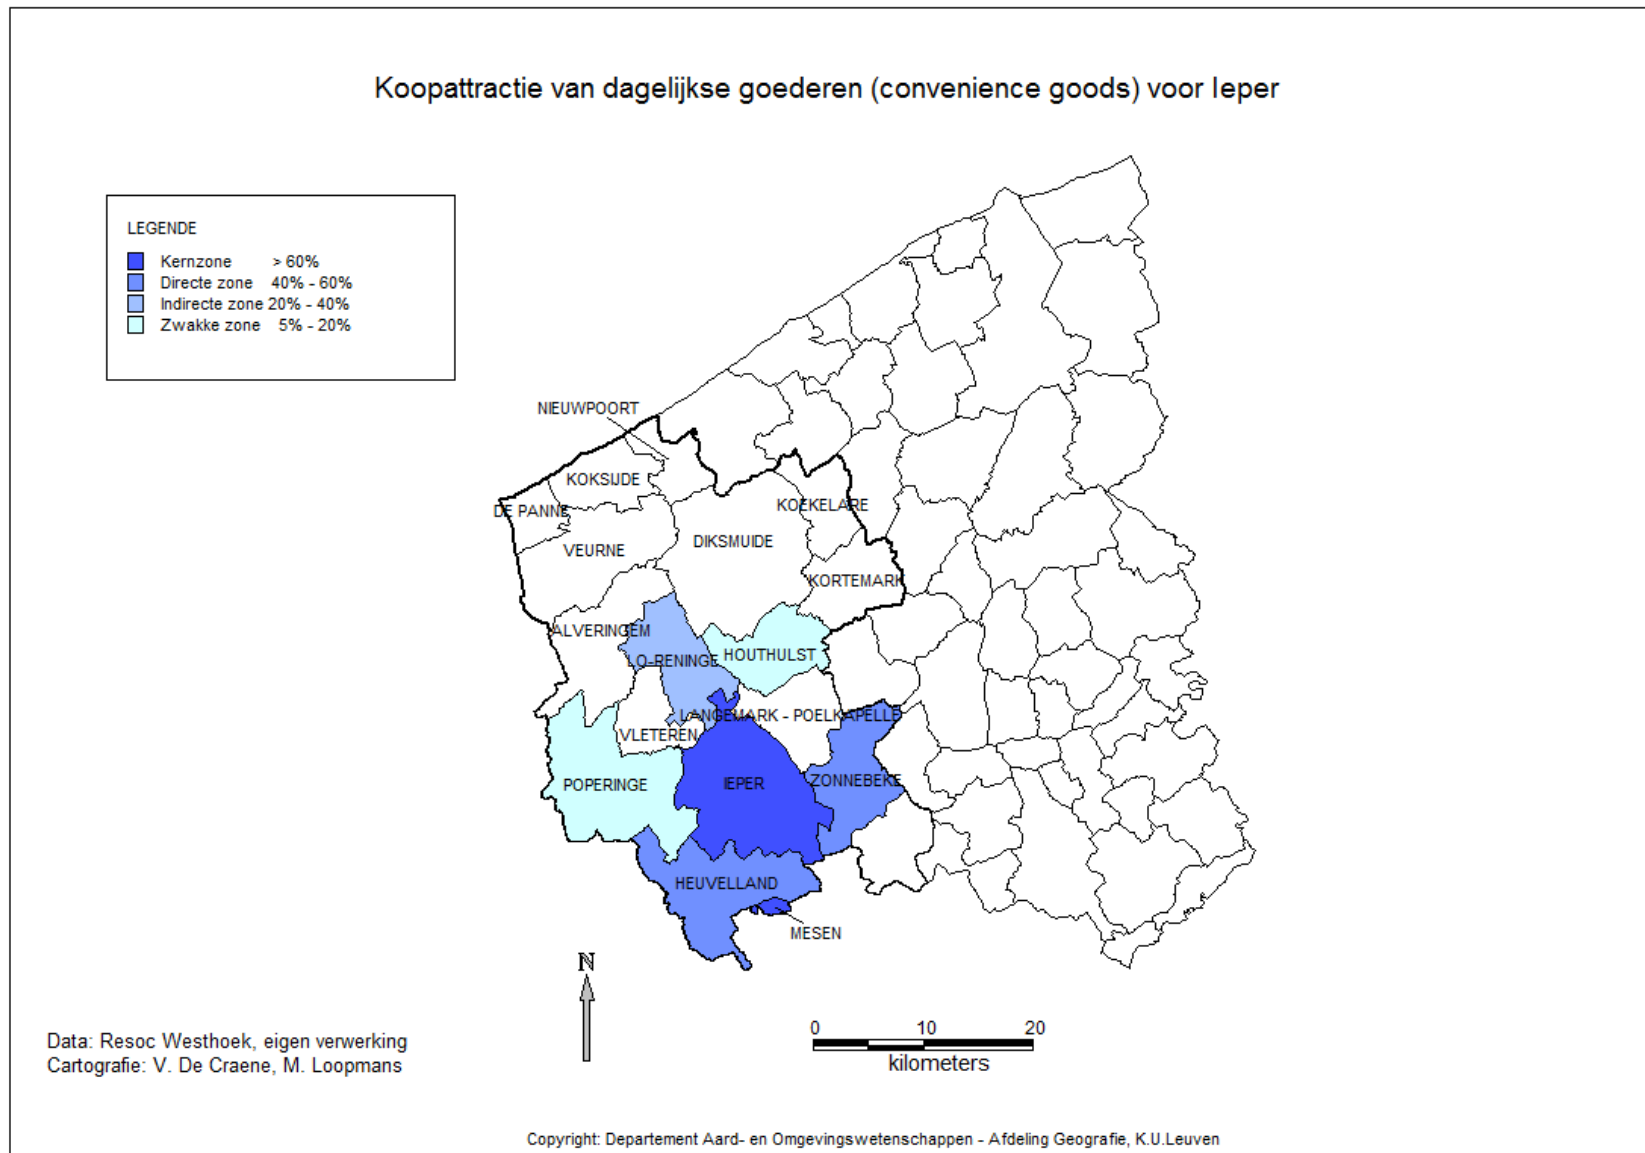 Koopattractie van dagelijkse goederen (convenience goods) voor Ieper
LEGENDE
Kernzone > 60%
Directe zone 40% - 60%
Indirecte zone 20% - 40%
Zwakke zone 5% - 20%
NIEUWPOORT
KOKSIJDE
DE PANNE
KOEKELARE
VEURNE
DIKSMUIDE
KORTEMARK
ALVERINGEM
LO-RENINGE
HOUTHULST
LANGEMARK - POELKAPELLE
VLETEREN
POPERINGE
IEPER
ZONNEBEKE
HEUVELLAND
MESEN
N
0 10 20
kilometers
Data: Resoc Westhoek, eigen verwerking
Cartografie: V. De Craene, M. Loopmans
Copyright: Departement Aard- en Omgevingswetenschappen - Afdeling Geografie, K.U.Leuven